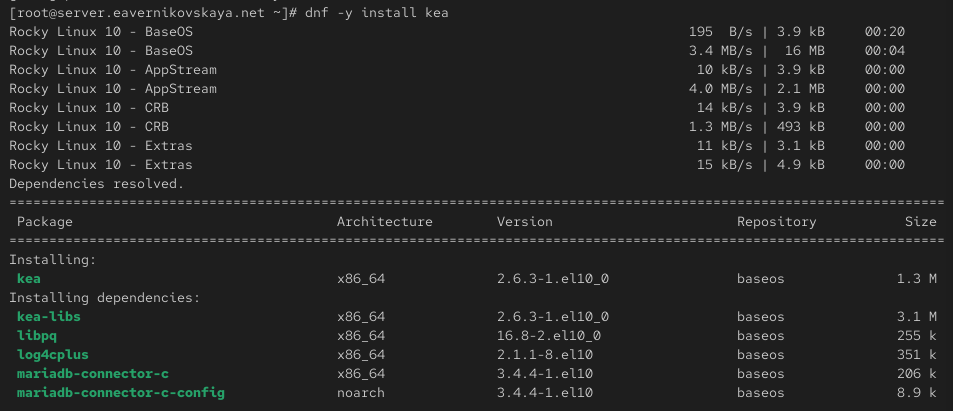 [root@server.eavernikovskaya.net ~]# dnf -y install kea
Rocky Linux 10 - BaseOS 195 B/s | 3.9 kB 00:20
Rocky Linux 10 - BaseOS 3.4 MB/s | 16 MB 00:04
Rocky Linux 10 - AppStream 10 kB/s | 3.9 kB 00:00
Rocky Linux 10 - AppStream 4.0 MB/s | 2.1 MB 00:00
Rocky Linux 10 - CRB 14 kB/s | 3.9 kB 00:00
Rocky Linux 10 - CRB 1.3 MB/s | 493 kB 00:00
Rocky Linux 10 - Extras 11 kB/s | 3.1 kB 00:00
Rocky Linux 10 - Extras 15 kB/s | 4.9 kB 00:00
Dependencies resolved.
=====================================================================================================================
Package Architecture Version Repository Size
=====================================================================================================================
Installing:
kea x86_64 2.6.3-1.el10_0 baseos 1.3 M
Installing dependencies:
kea-libs x86_64 2.6.3-1.el10_0 baseos 3.1 M
libpq x86_64 16.8-2.el10_0 baseos 255 k
log4cplus x86_64 2.1.1-8.el10 baseos 351 k
mariadb-connector-c x86_64 3.4.4-1.el10 baseos 206 k
mariadb-connector-c-config noarch 3.4.4-1.el10 baseos 8.9 k